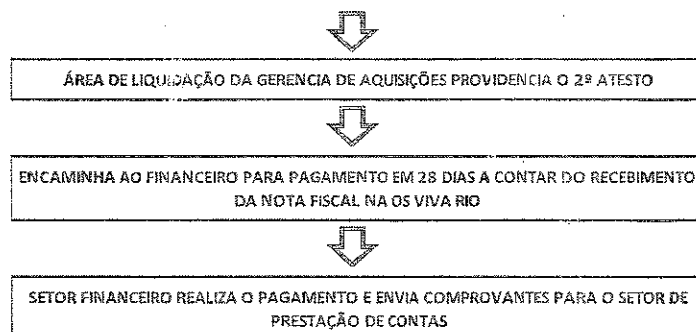 ÁREA DE LIQUIDAÇÃO DA GERENCIA DE AQUISIÇÕES PROVIDENCIA O 2º ATESTO
ENCAMINHA AO FINANCEIRO PARA PAGAMENTO EM 28 DIAS A CONTAR DO RECEBIMENTO
DA NOTA FISCAL NA OS VIVA RIO
SETOR FINANCEIRO REALIZA O PAGAMENTO E ENVIA COMPROVANTES PARA O SETOR DE
PRESTAÇÃO DE CONTAS